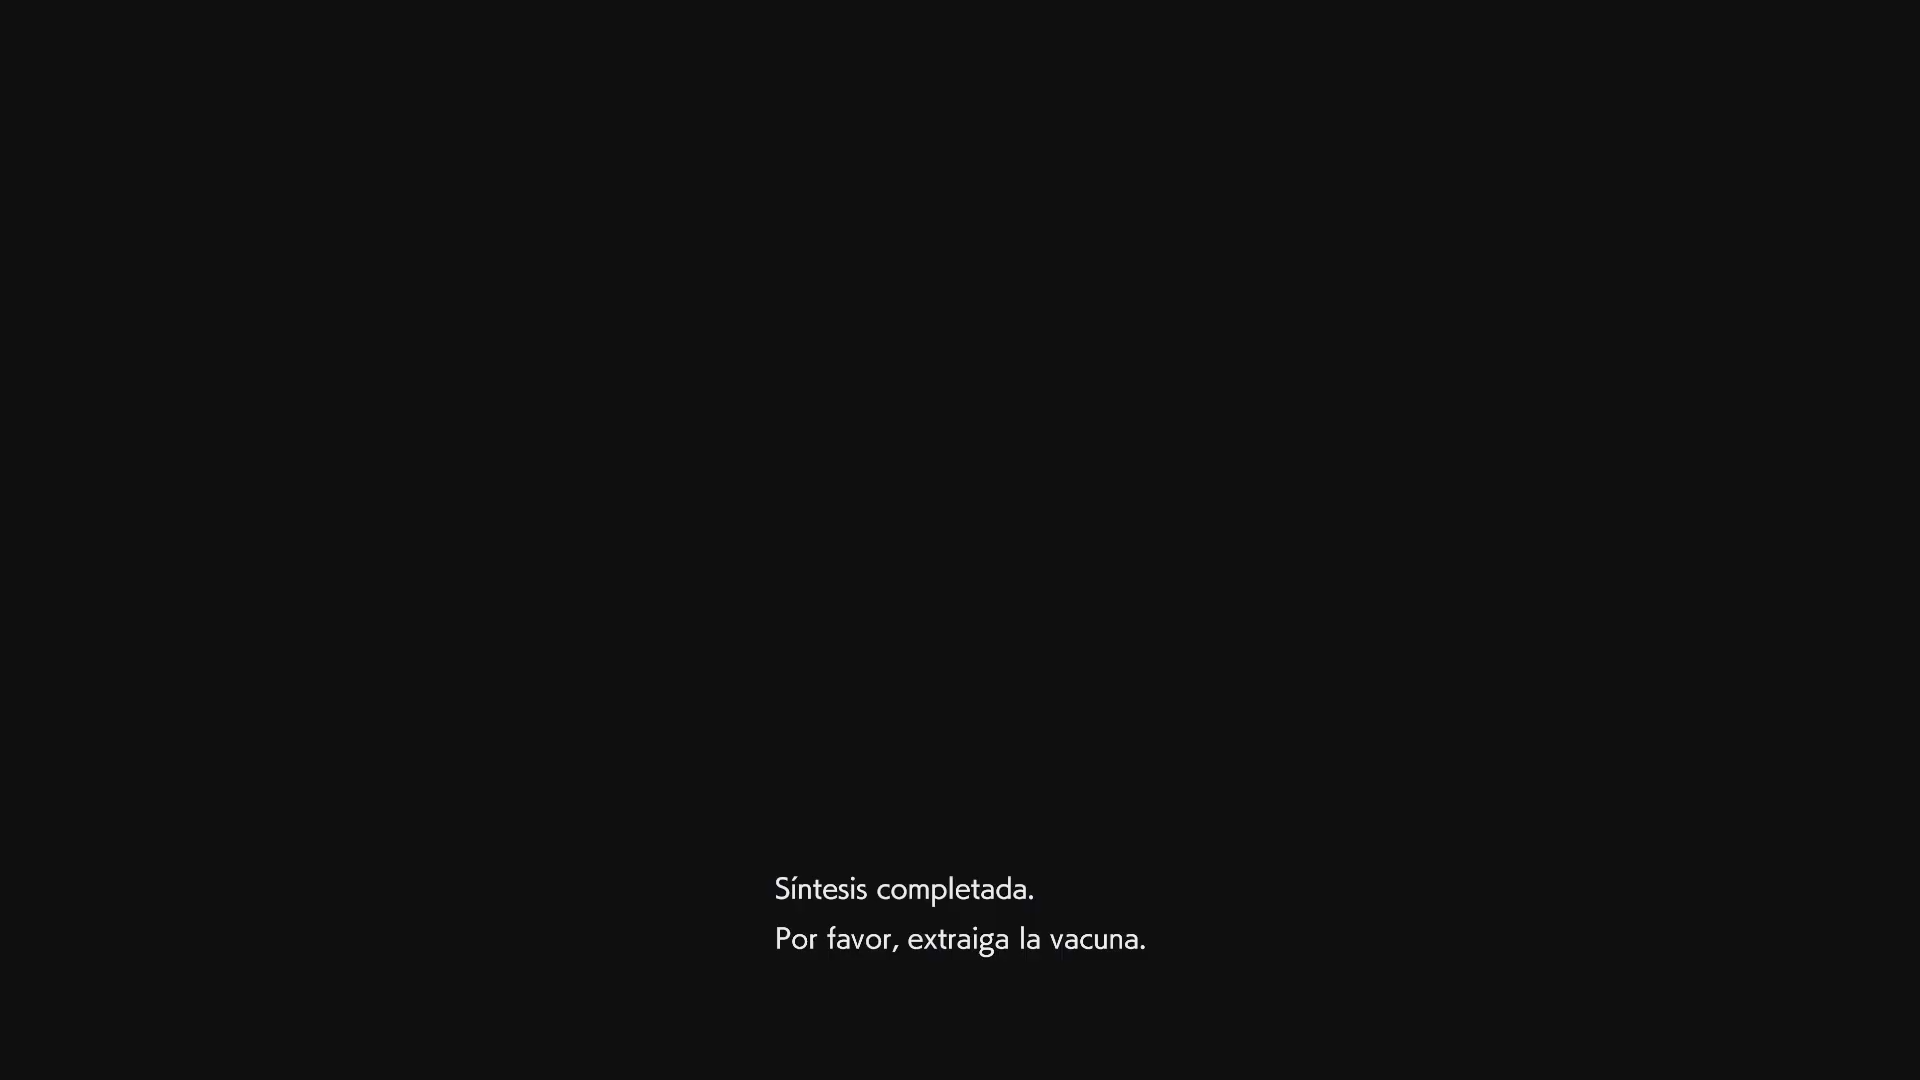 Síntesis completada.
Por favor, extraiga la vacuna.